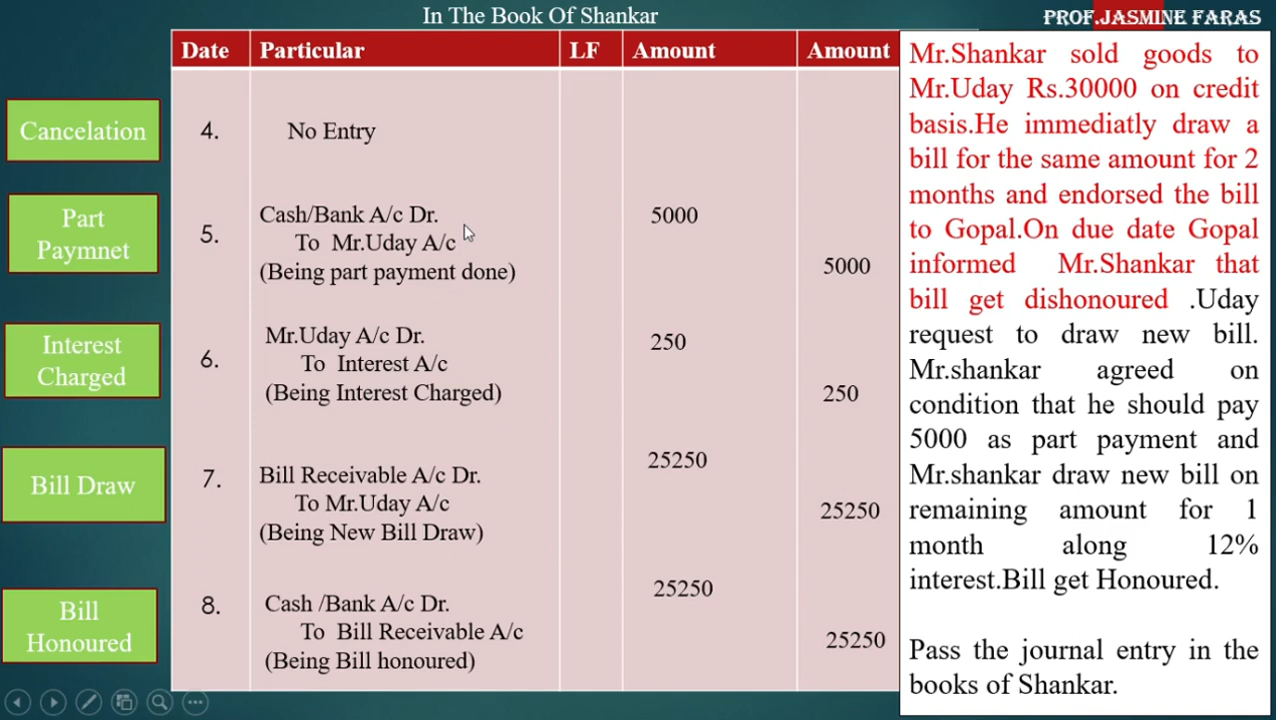 In The Book Of Shankar
PROF.JASMINE FARAS
Date Particular LF Amount Amount
Cancelation
4. No Entry
Part
Paymnet
5. Cash/Bank A/c Dr. 5000
To Mr.Uday A/c
(Being part payment done) 5000
Interest
Charged
6. Mr.Uday A/c Dr. 250
To Interest A/c
(Being Interest Charged) 250
Bill Draw
7. Bill Receivable A/c Dr. 25250
To Mr.Uday A/c
(Being New Bill Draw) 25250
Bill
Honoured
8. Cash /Bank A/c Dr. 25250
To Bill Receivable A/c
(Being Bill honoured) 25250
Mr.Shankar sold goods to
Mr.Uday Rs.30000 on credit
basis.He immediatly draw a
bill for the same amount for 2
months and endorsed the bill
to Gopal.On due date Gopal
informed Mr.Shankar that
bill get dishonoured .Uday
request to draw new bill.
Mr.shankar agreed on
condition that he should pay
5000 as part payment and
Mr.shankar draw new bill on
remaining amount for 1
month along 12%
interest.Bill get Honoured.
Pass the journal entry in the
books of Shankar.